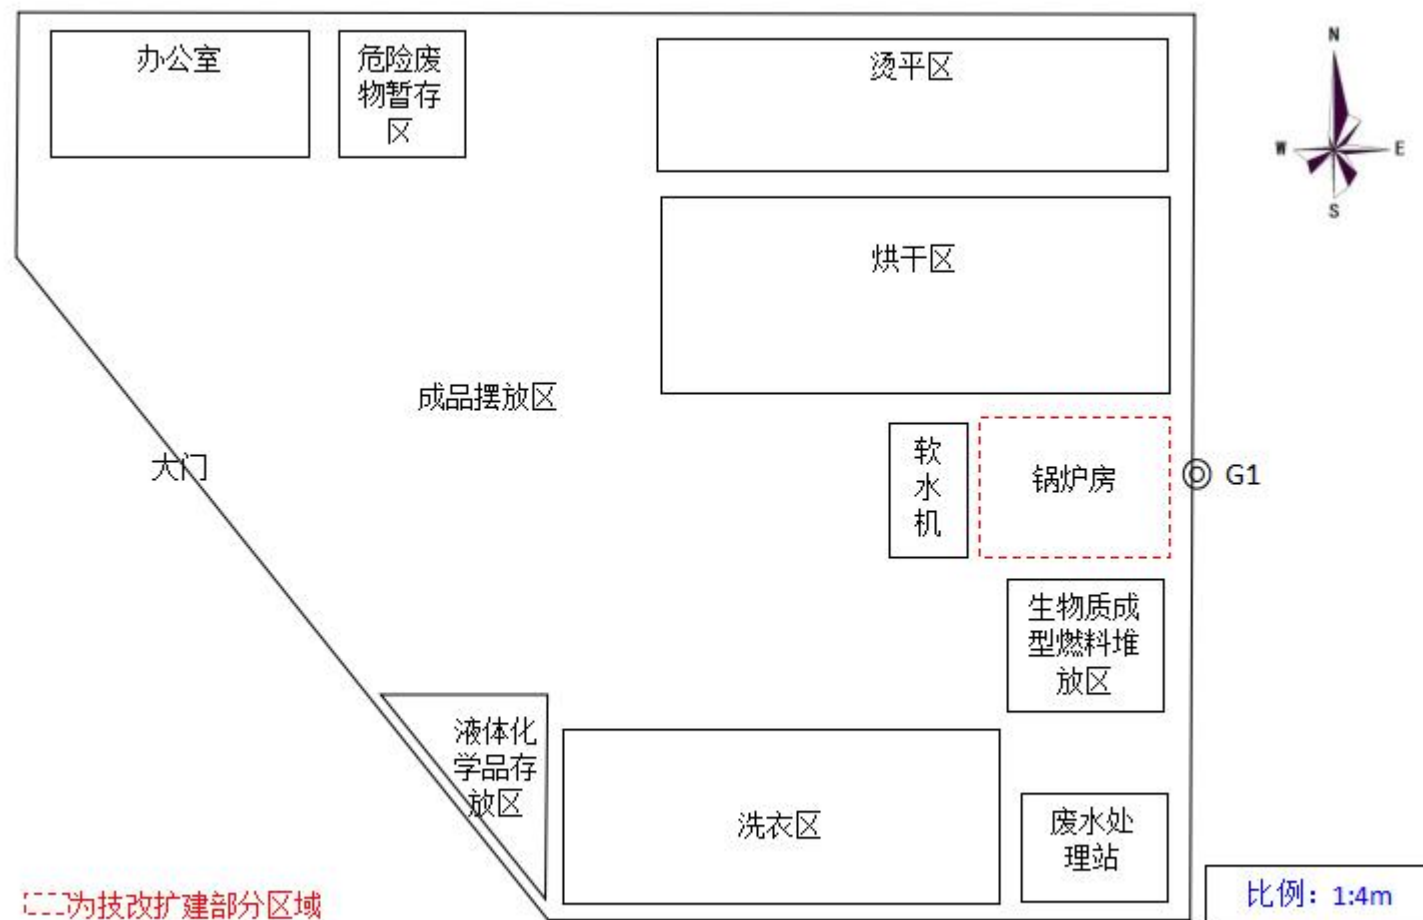 办公室
危险废
物暂存
区
烫平区
N
W
E
S
烘干区
成品摆放区
大门
软
水
机
锅炉房
G1
生物质成
型燃料堆
放区
液体化
学品存
放区
洗衣区
废水处
理站
为技改扩建部分区域
比例：1:4m